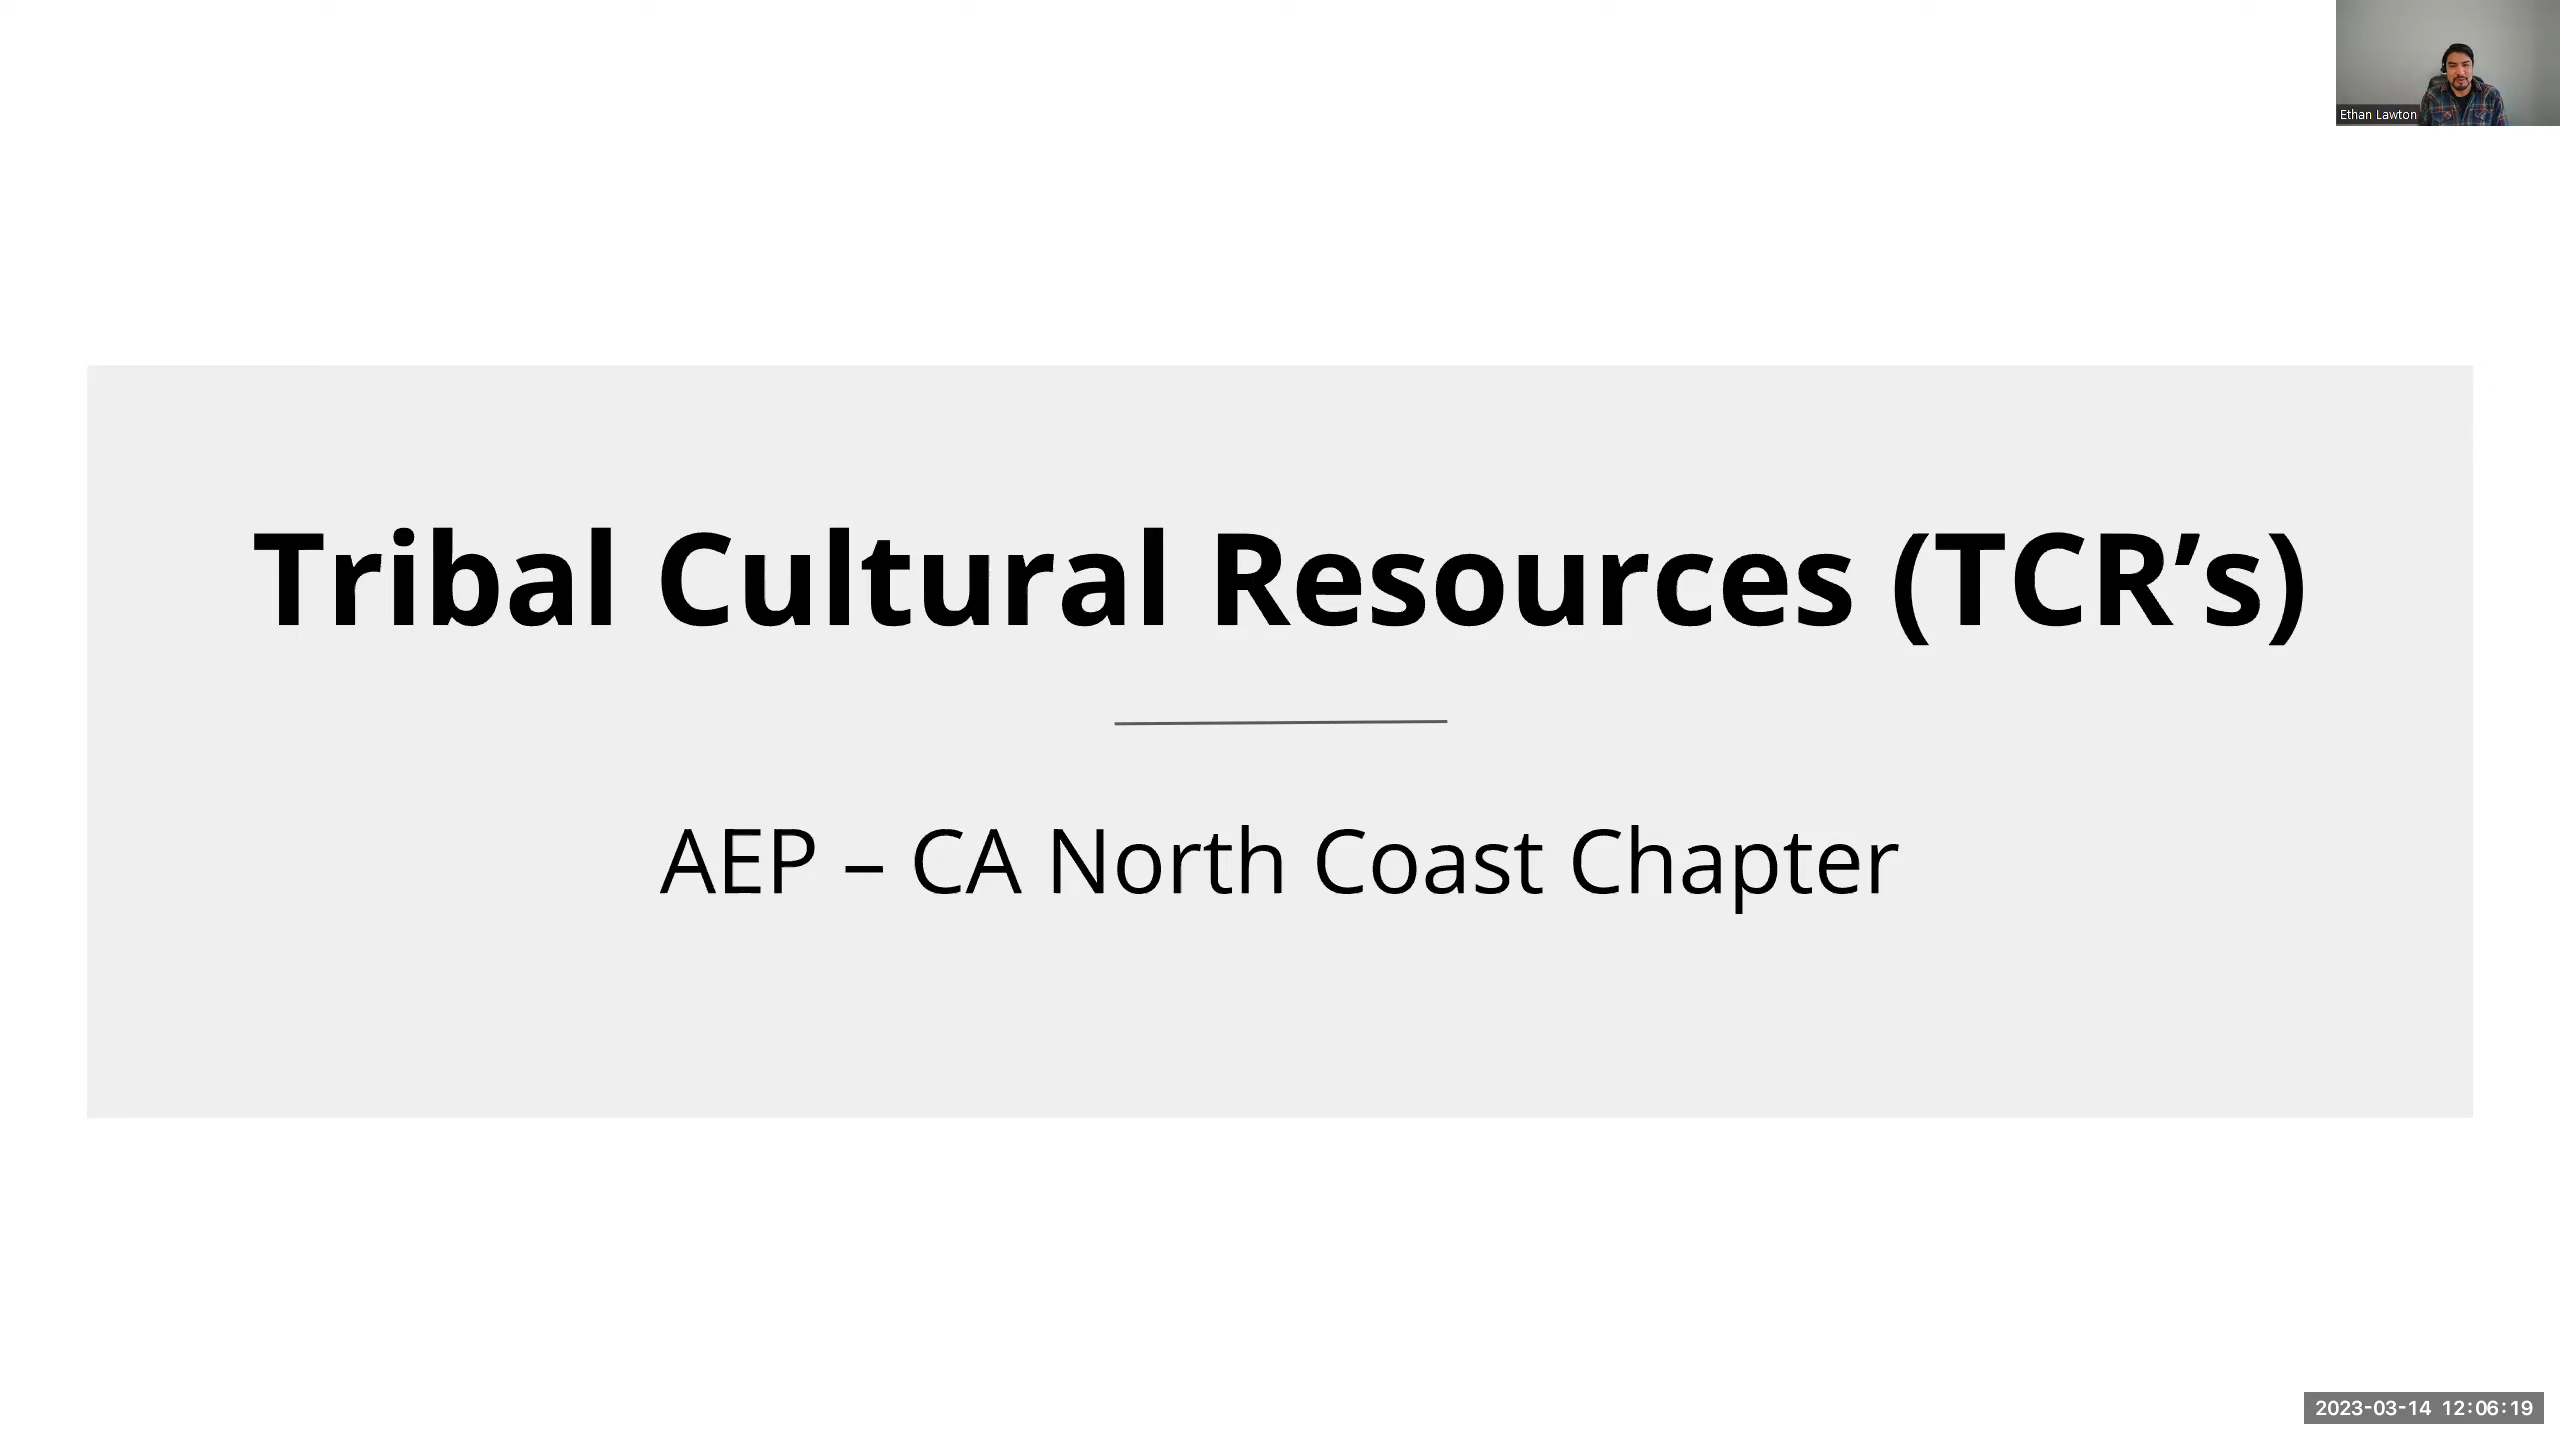 Ethan Lawton
Tribal Cultural Resources (TCR’s)
AEP – CA North Coast Chapter
2023-03-14 12:06:19